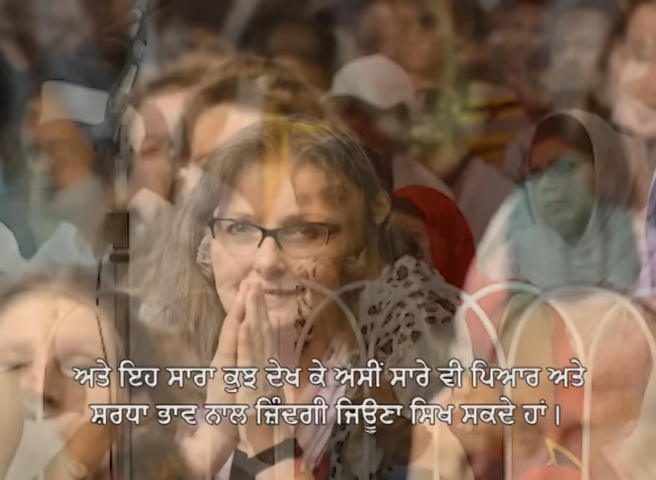 ਅਤੇ ਇਹ ਸਾਰਾ ਕੁਝ ਦੇਖ ਕੇ ਅਸੀਂ ਸਾਰੇ ਵੀ ਪਿਆਰ ਅਤੇ
ਸ਼ਰਧਾ ਭਾਵ ਨਾਲ ਜ਼ਿੰਦਗੀ ਜਿਊਣਾ ਸਿਖ ਸਕਦੇ ਹਾਂ।